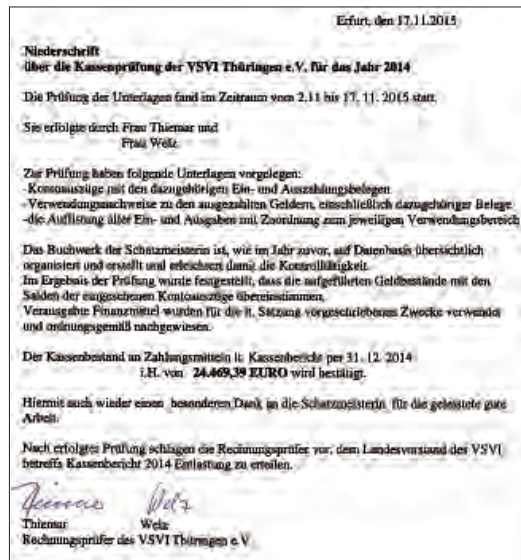 Erfurt, den 17.11.2015
Niederschrift
über die Kassenprüfung der VSVI Thüringen e.V. für das Jahr 2014
Die Prüfung der Unterlagen fand im Zeitraum vom 2.11 bis 17. 11. 2015 statt.
Sie erfolgte durch Frau Thiemar und
Frau Welz
Zur Prüfung haben folgende Unterlagen vorgelegen:
-Kontoauszüge mit den dazugehörigen Ein- und Auszahlungsbelegen
-Verwendungsnachweise zu den ausgezahlten Geldern, einschließlich dazugehöriger Belege
-die Auflistung aller Ein- und Ausgaben mit Zuordnung zum jeweiligen Verwendungsbereich
Das Buchwerk der Schatzmeisterin ist, wie im Jahr zuvor, auf Datenbasis übersichtlich
organisiert und erstellt und erleichtert damit die Kontrolltätigkeit.
Im Ergebnis der Prüfung wurde festgestellt, dass die aufgeführten Geldbestände mit den
Salden der eingesehenen Kontoauszüge übereinstimmen.
Verausgabte Finanzmittel wurden für die lt. Satzung vorgeschriebenen Zwecke verwendet
und ordnungsgemäß nachgewiesen.
Der Kassenbestand an Zahlungsmitteln lt. Kassenbericht per 31. 12. 2014
i.H. von 24.469,39 EURO wird bestätigt.
Hiermit auch wieder einen besonderen Dank an die Schatzmeisterin für die geleistete gute
Arbeit.
Nach erfolgter Prüfung schlagen die Rechnungsprüfer vor, dem Landesvorstand des VSVI
betreffs Kassenbericht 2014 Entlastung zu erteilen.
Thiemar Welz
Thiemar Welz
Rechnungsprüfer des VSVI Thüringen e.V.